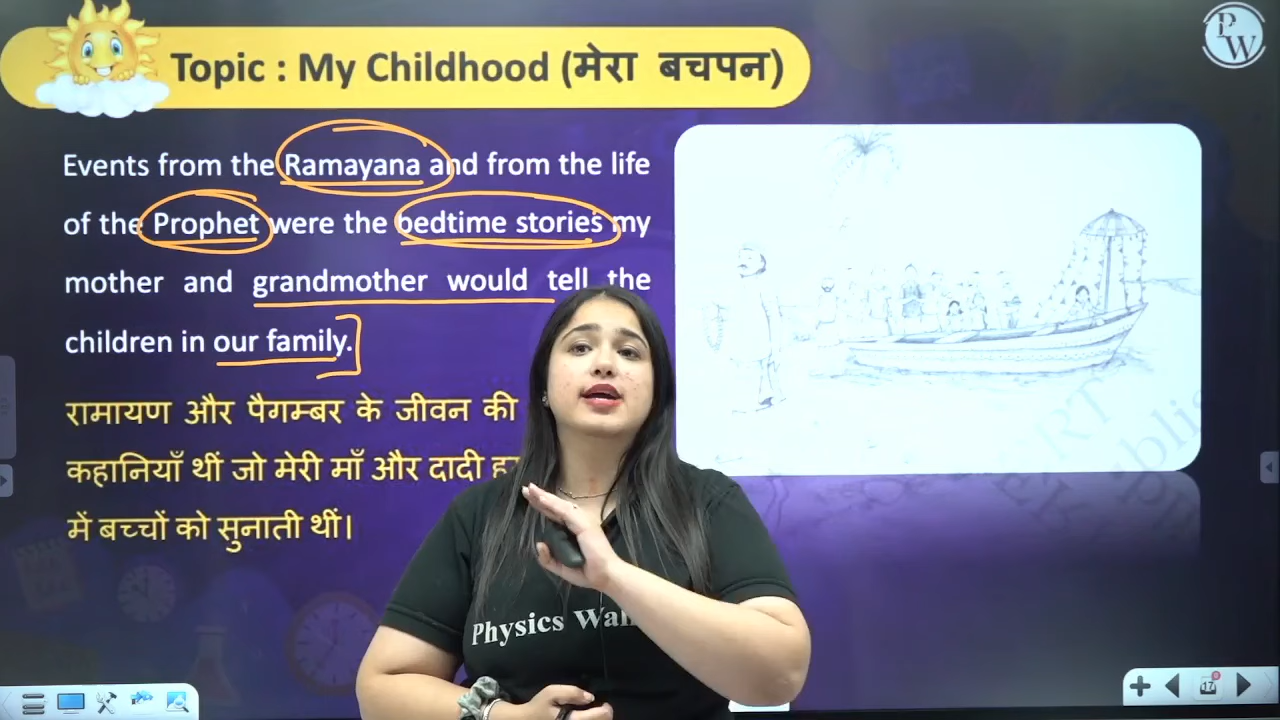 Topic : My Childhood (मेरा बचपन)
PW
Events from the Ramayana and from the life
of the Prophet were the bedtime stories my
mother and grandmother would tell the
children in our family.
रामायण और पैगम्बर के जीवन की
कहानियाँ थीं जो मेरी माँ और दादी
में बच्चों को सुनाती थीं।
Physics
17